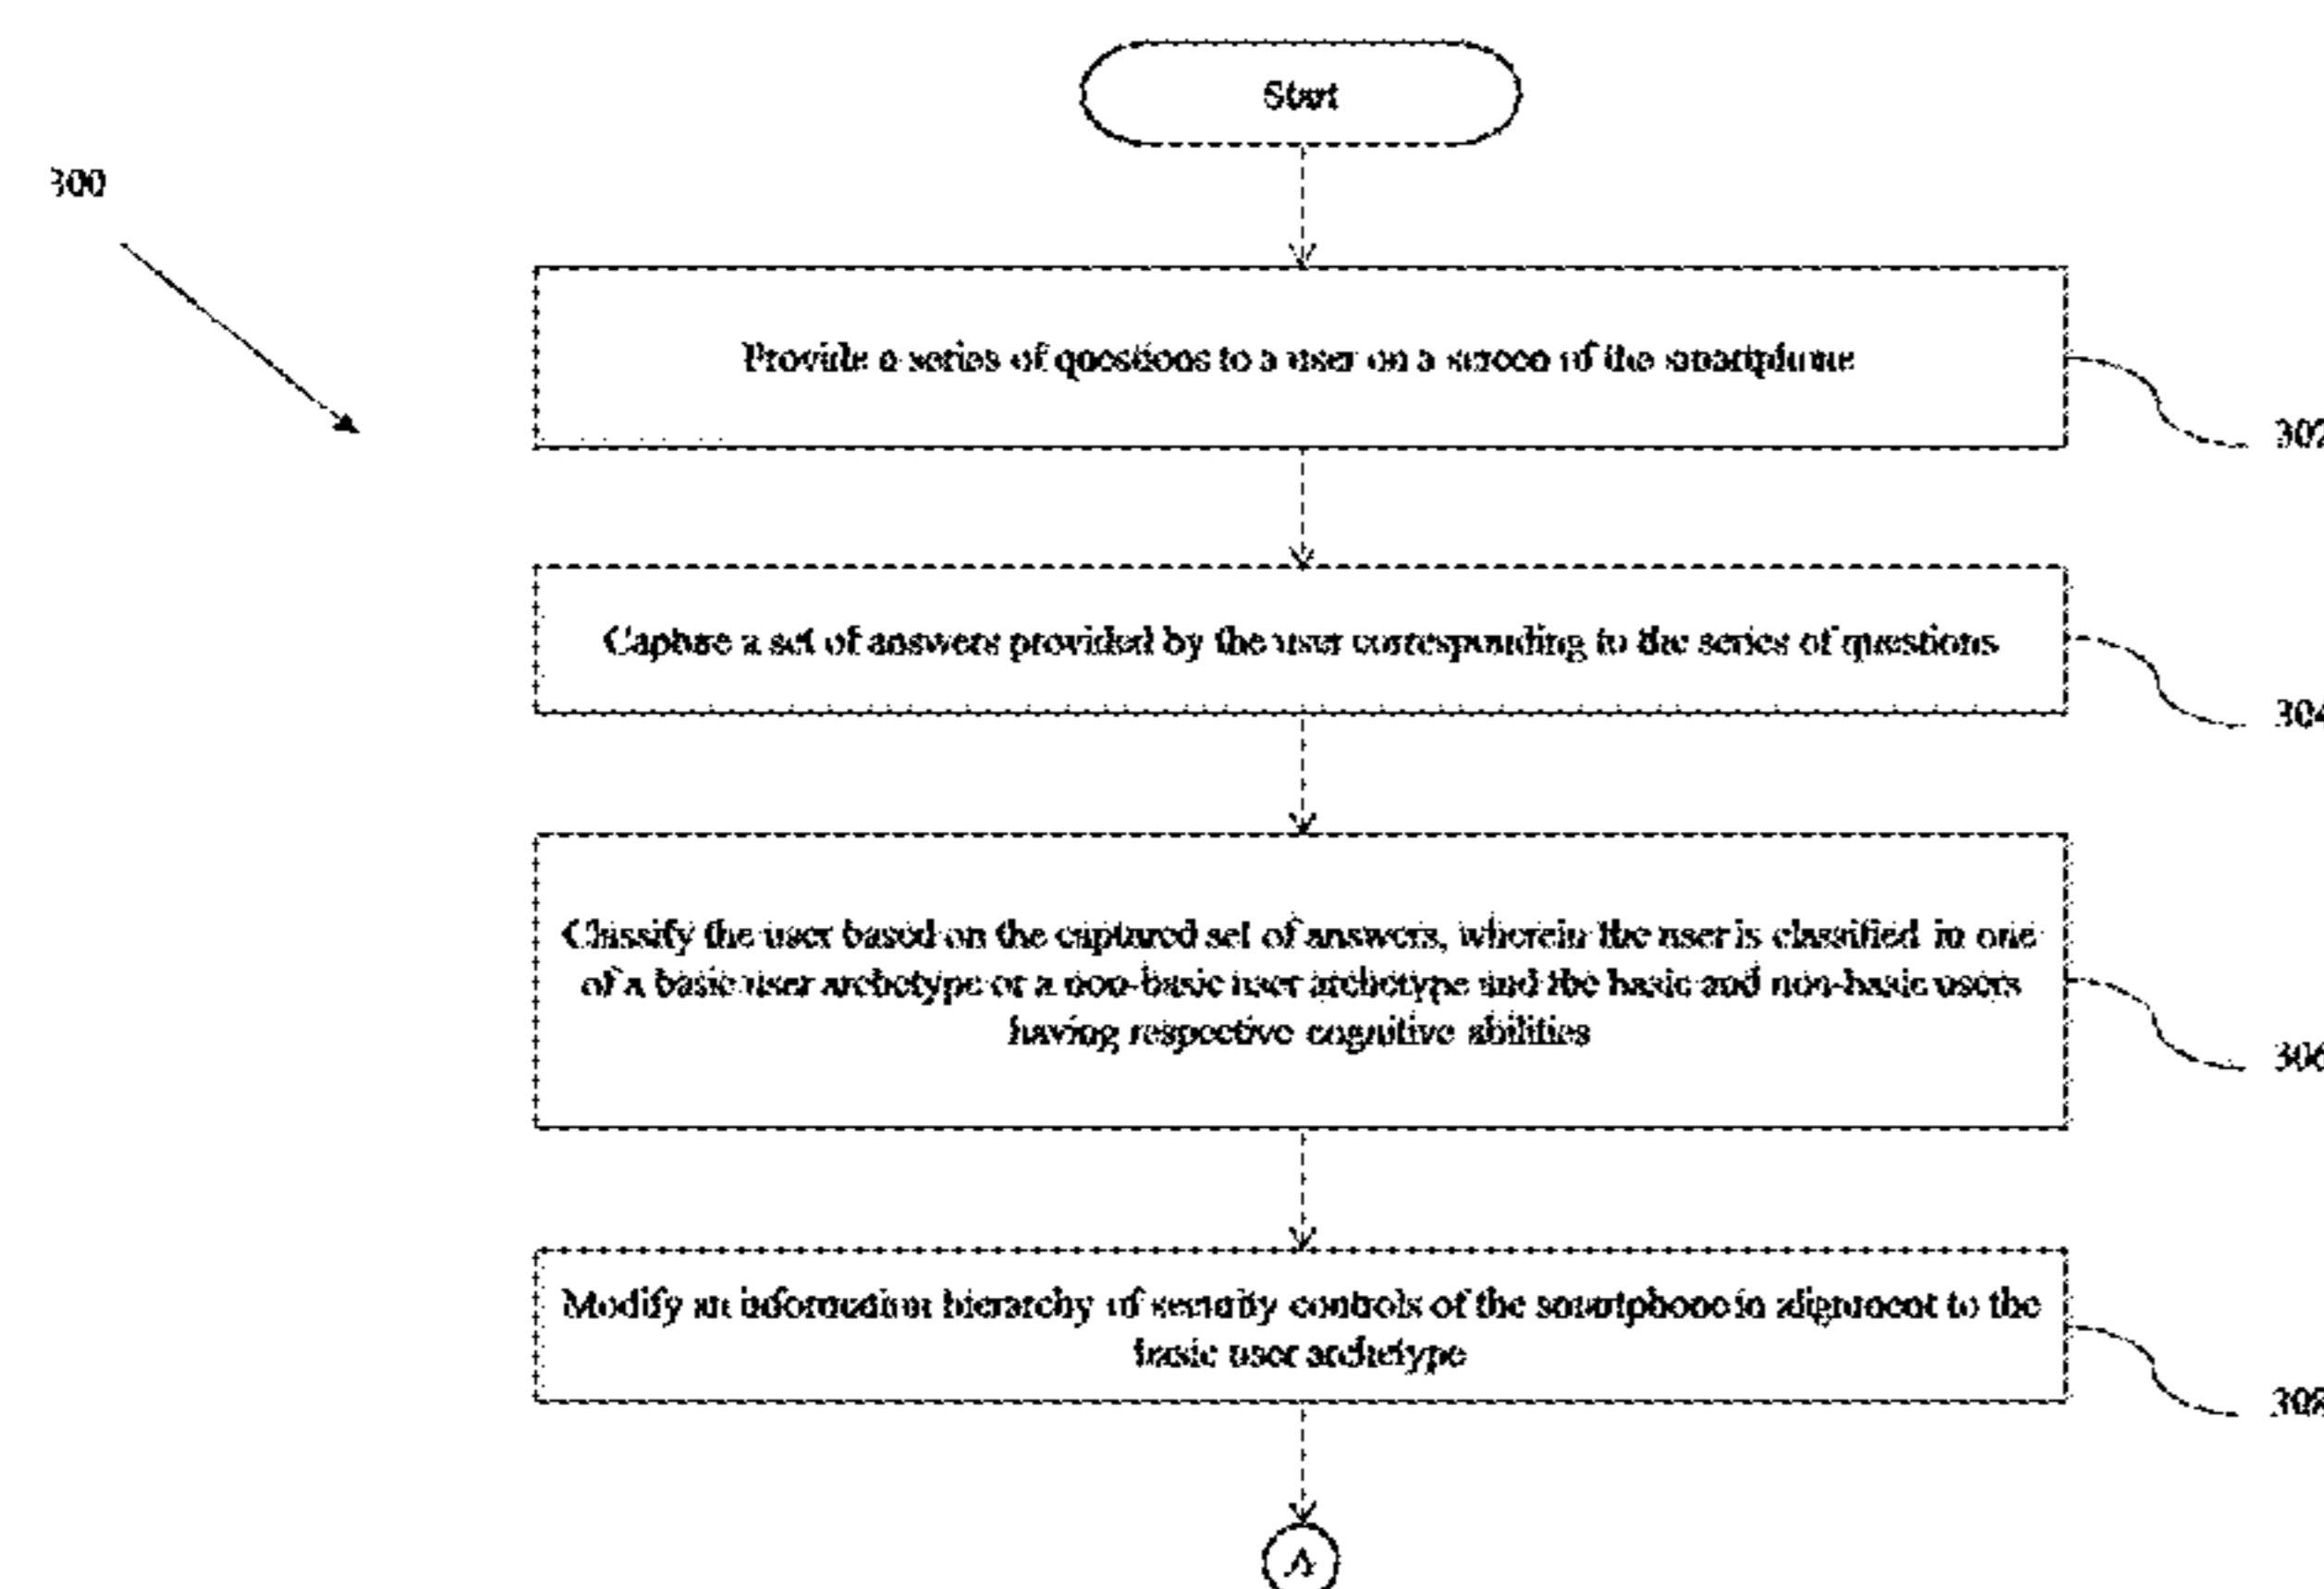 Start
300
Provide a series of questions to a user on a screen of the smartphone
302
Capture a set of answers provided by the user corresponding to the series of questions
304
Classify the user based on the captured set of answers, wherein the user is classified in one
of a basic user archetype or a non-basic user archetype and the basic and non-basic users
having respective cognitive abilities
306
Modify an information hierarchy of security controls of the smartphone in alignment to the
basic user archetype
308
A